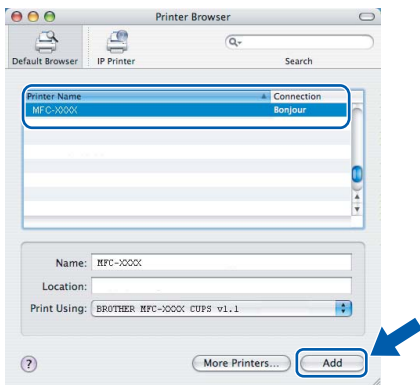 Printer Browser
Default Browser
IP Printer
Search
Printer Name Connection
MFC-XXXX Bonjour
Name: MFC-XXXX
Location:
Print Using: BROTHER MFC-XXXX CUPS v1.1
? More Printers... Add